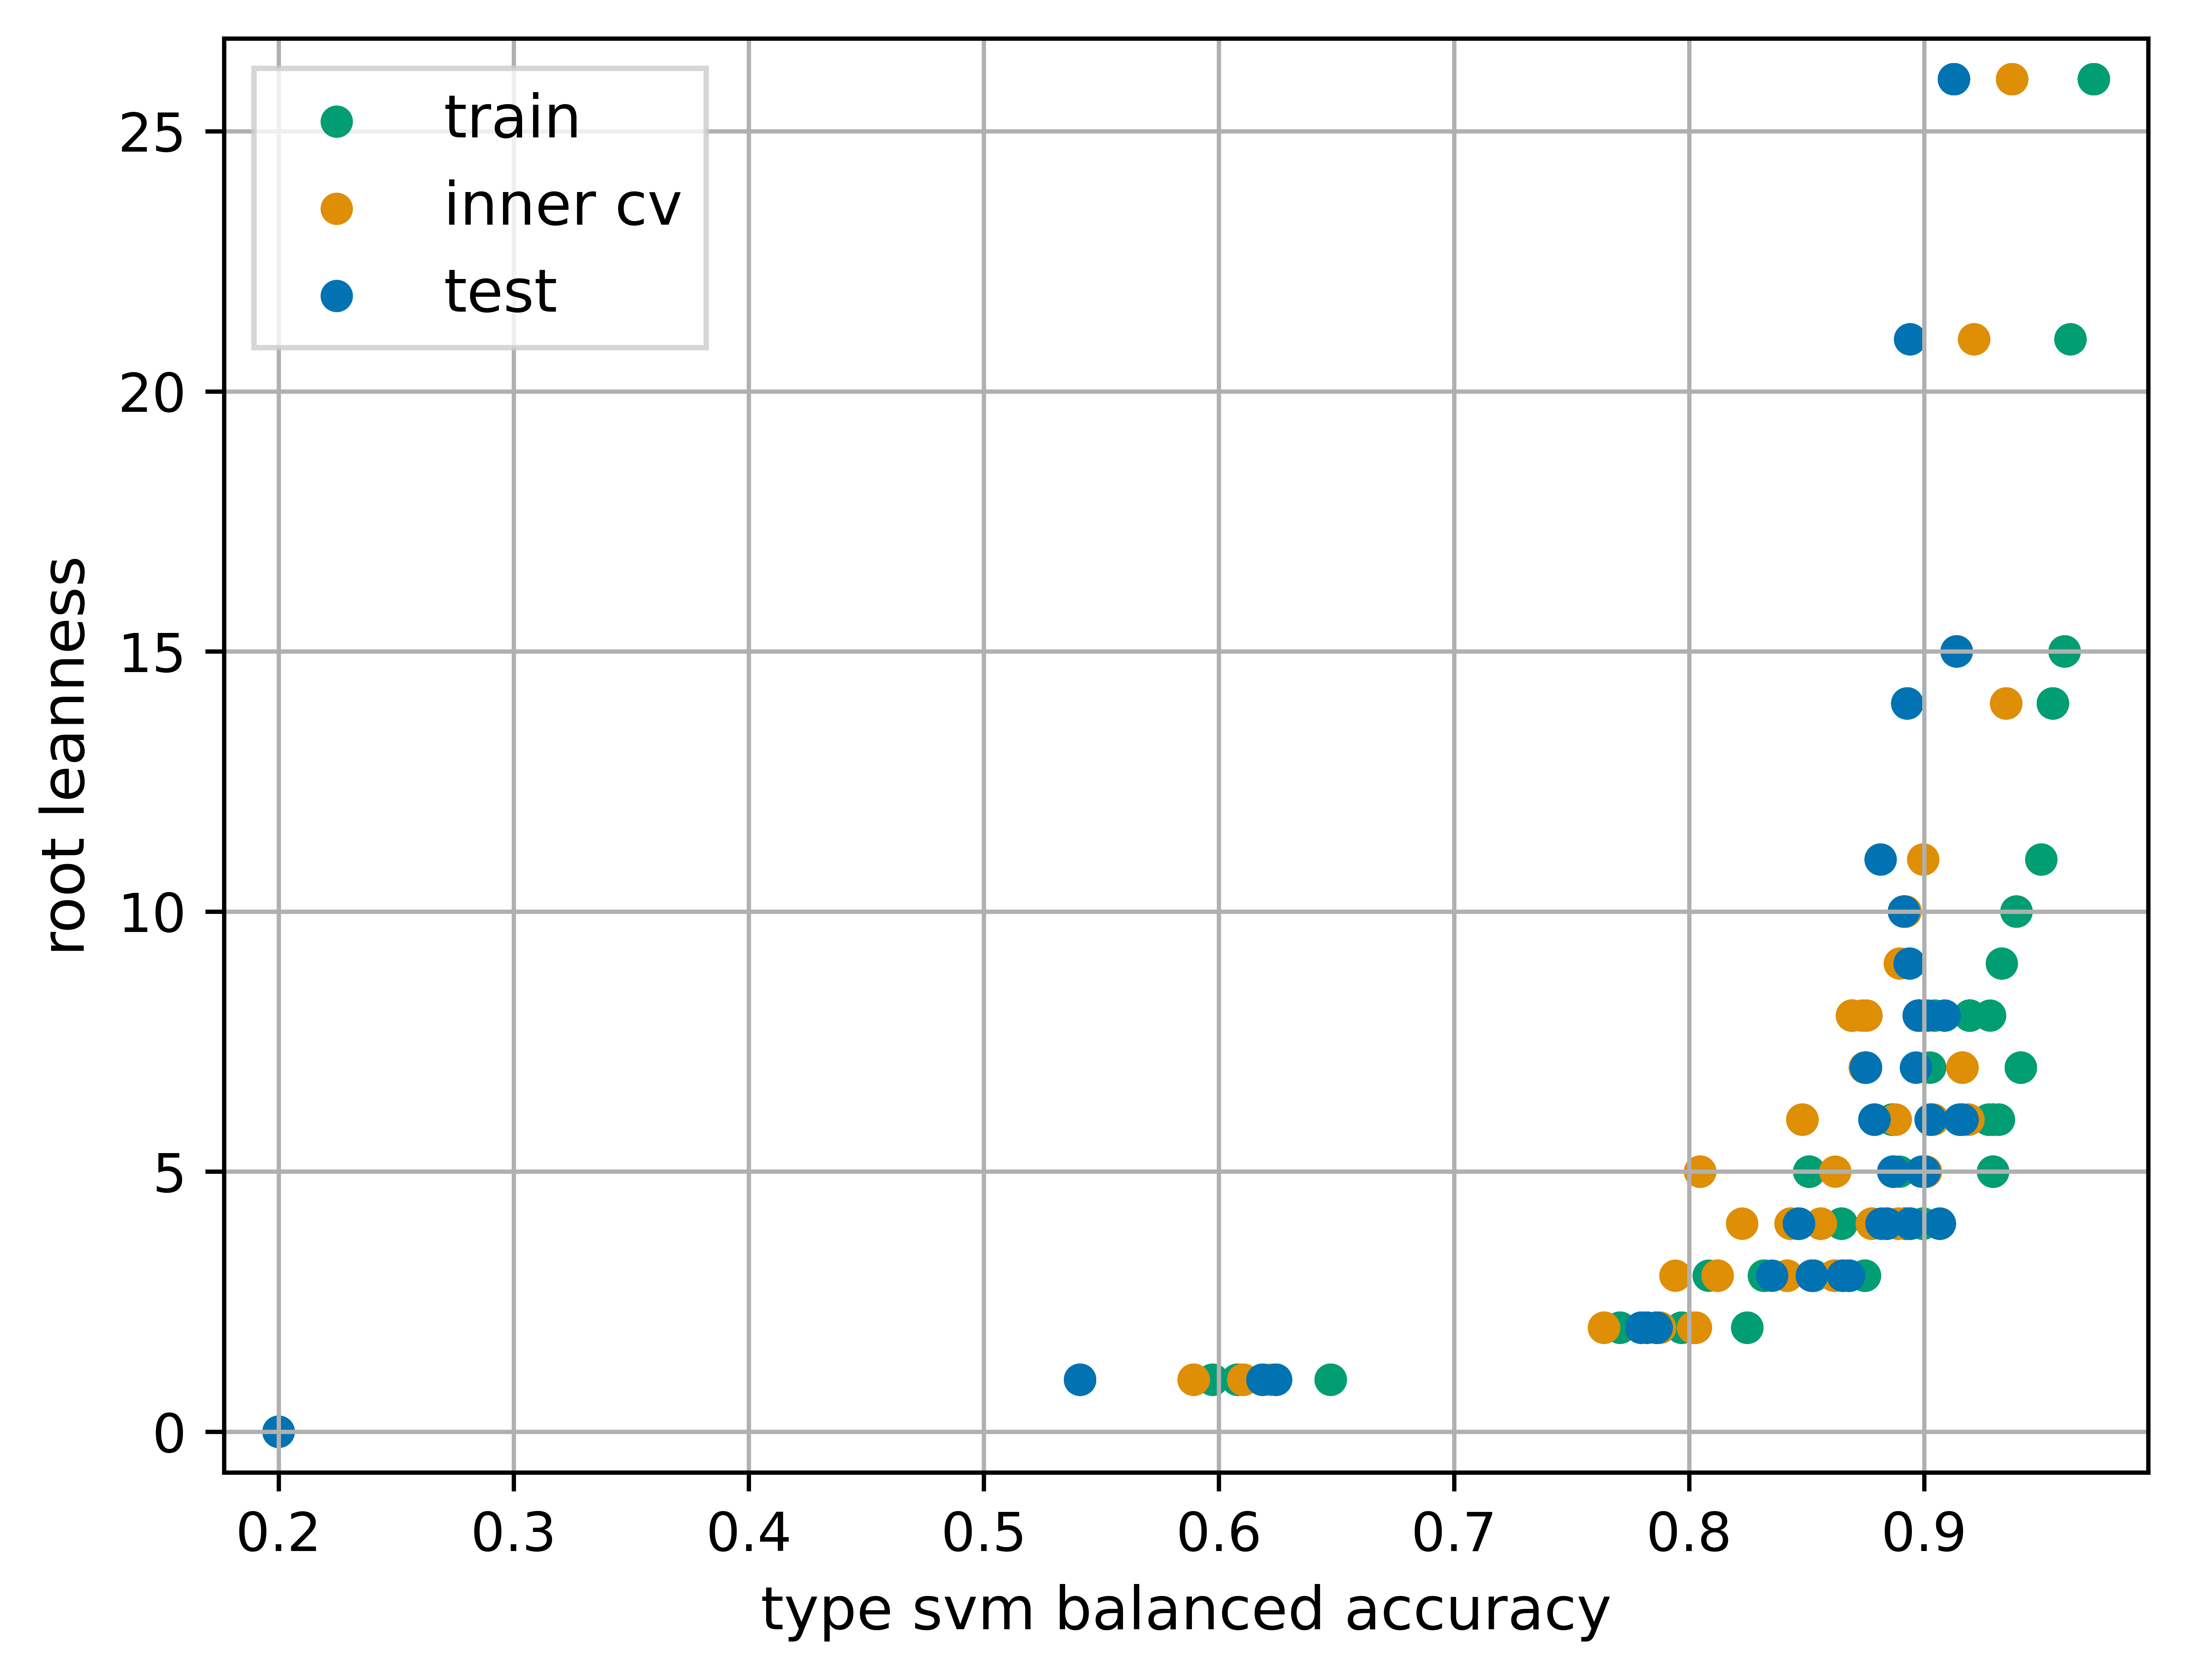 train
inner cv
test
25
20
15
10
5
0
root leanness
0.2 0.3 0.4 0.5 0.6 0.7 0.8 0.9
type svm balanced accuracy